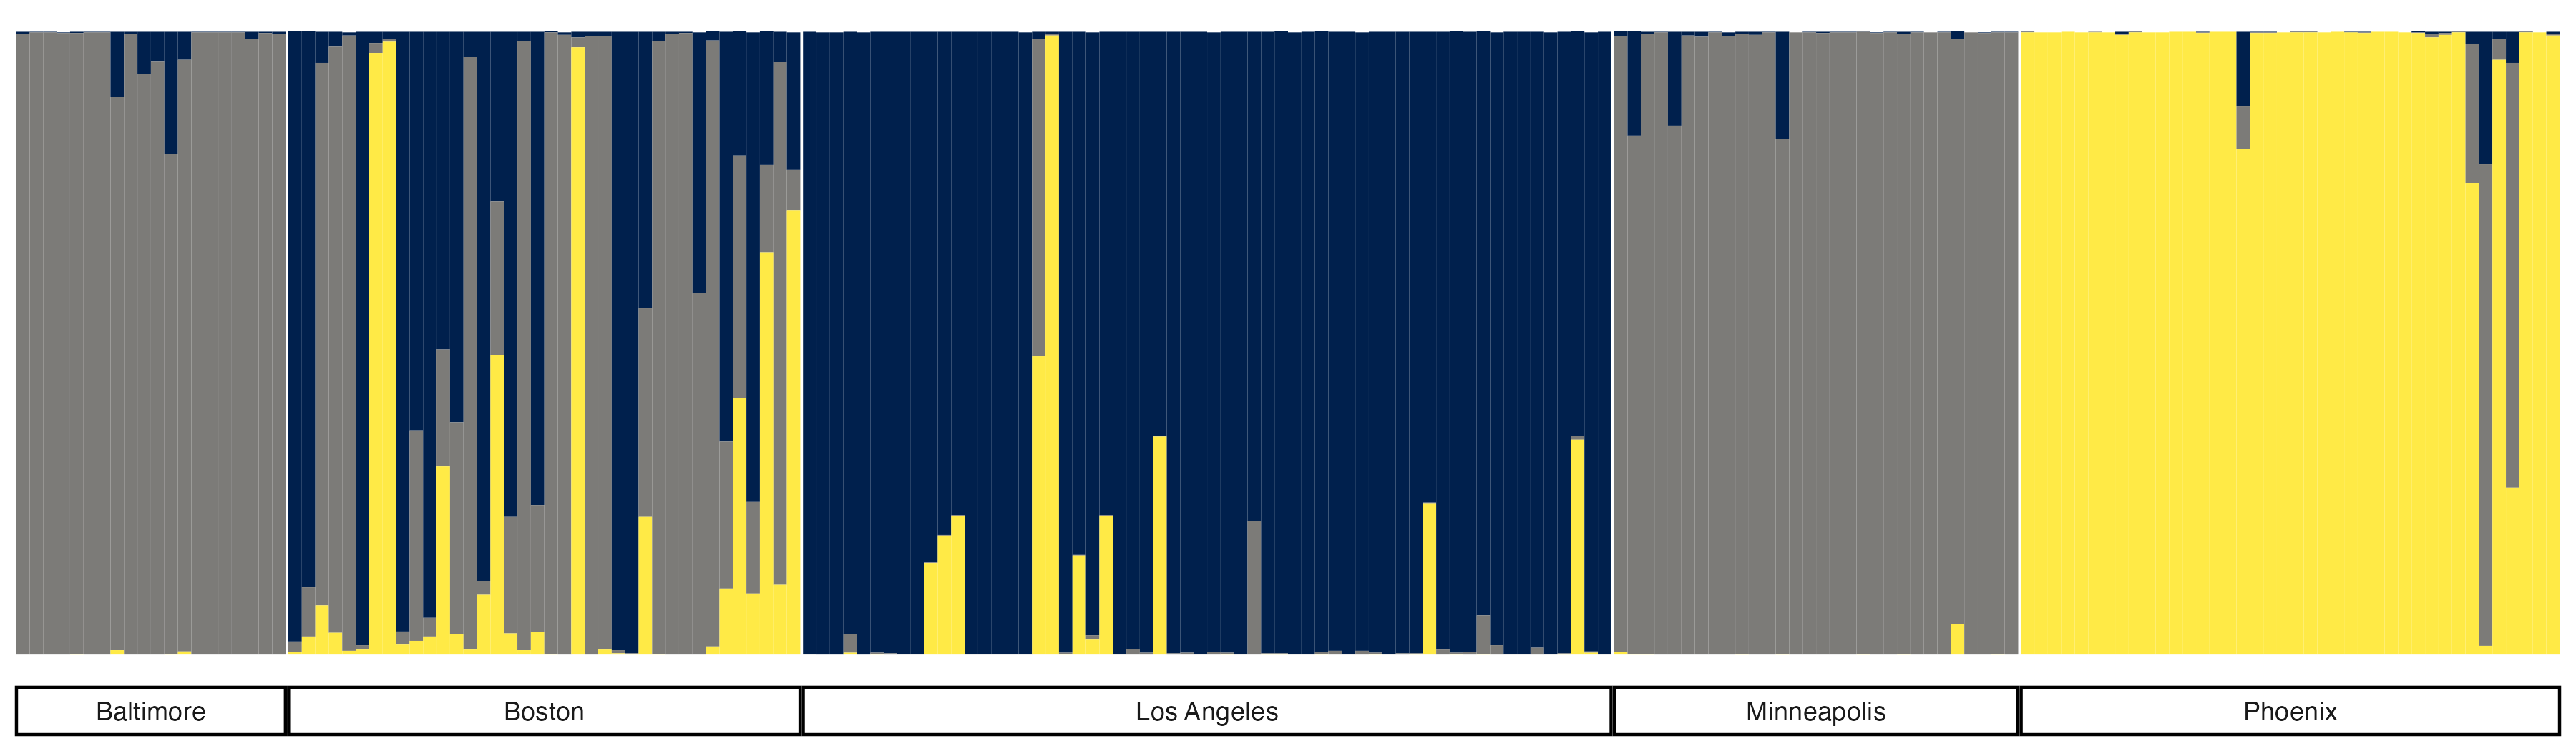 Baltimore
Boston
Los Angeles
Minneapolis
Phoenix